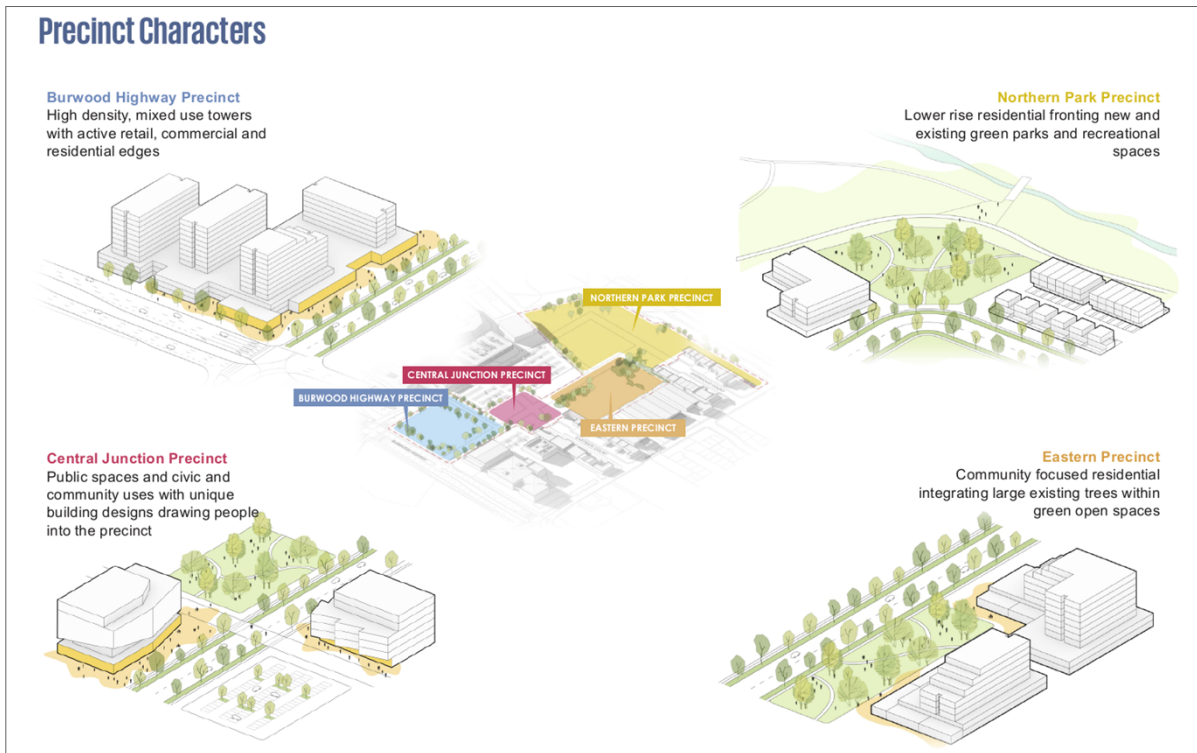 Precinct Characters
Burwood Highway Precinct
High density, mixed use towers
with active retail, commercial and
residential edges
Northern Park Precinct
Lower rise residential fronting new and
existing green parks and recreational
spaces
NORTHERN PARK PRECINCT
CENTRAL JUNCTION PRECINCT
BURWOOD HIGHWAY PRECINCT
EASTERN PRECINCT
Central Junction Precinct
Public spaces and civic and
community uses with unique
building designs drawing people
into the precinct
Eastern Precinct
Community focused residential
integrating large existing trees within
green open spaces